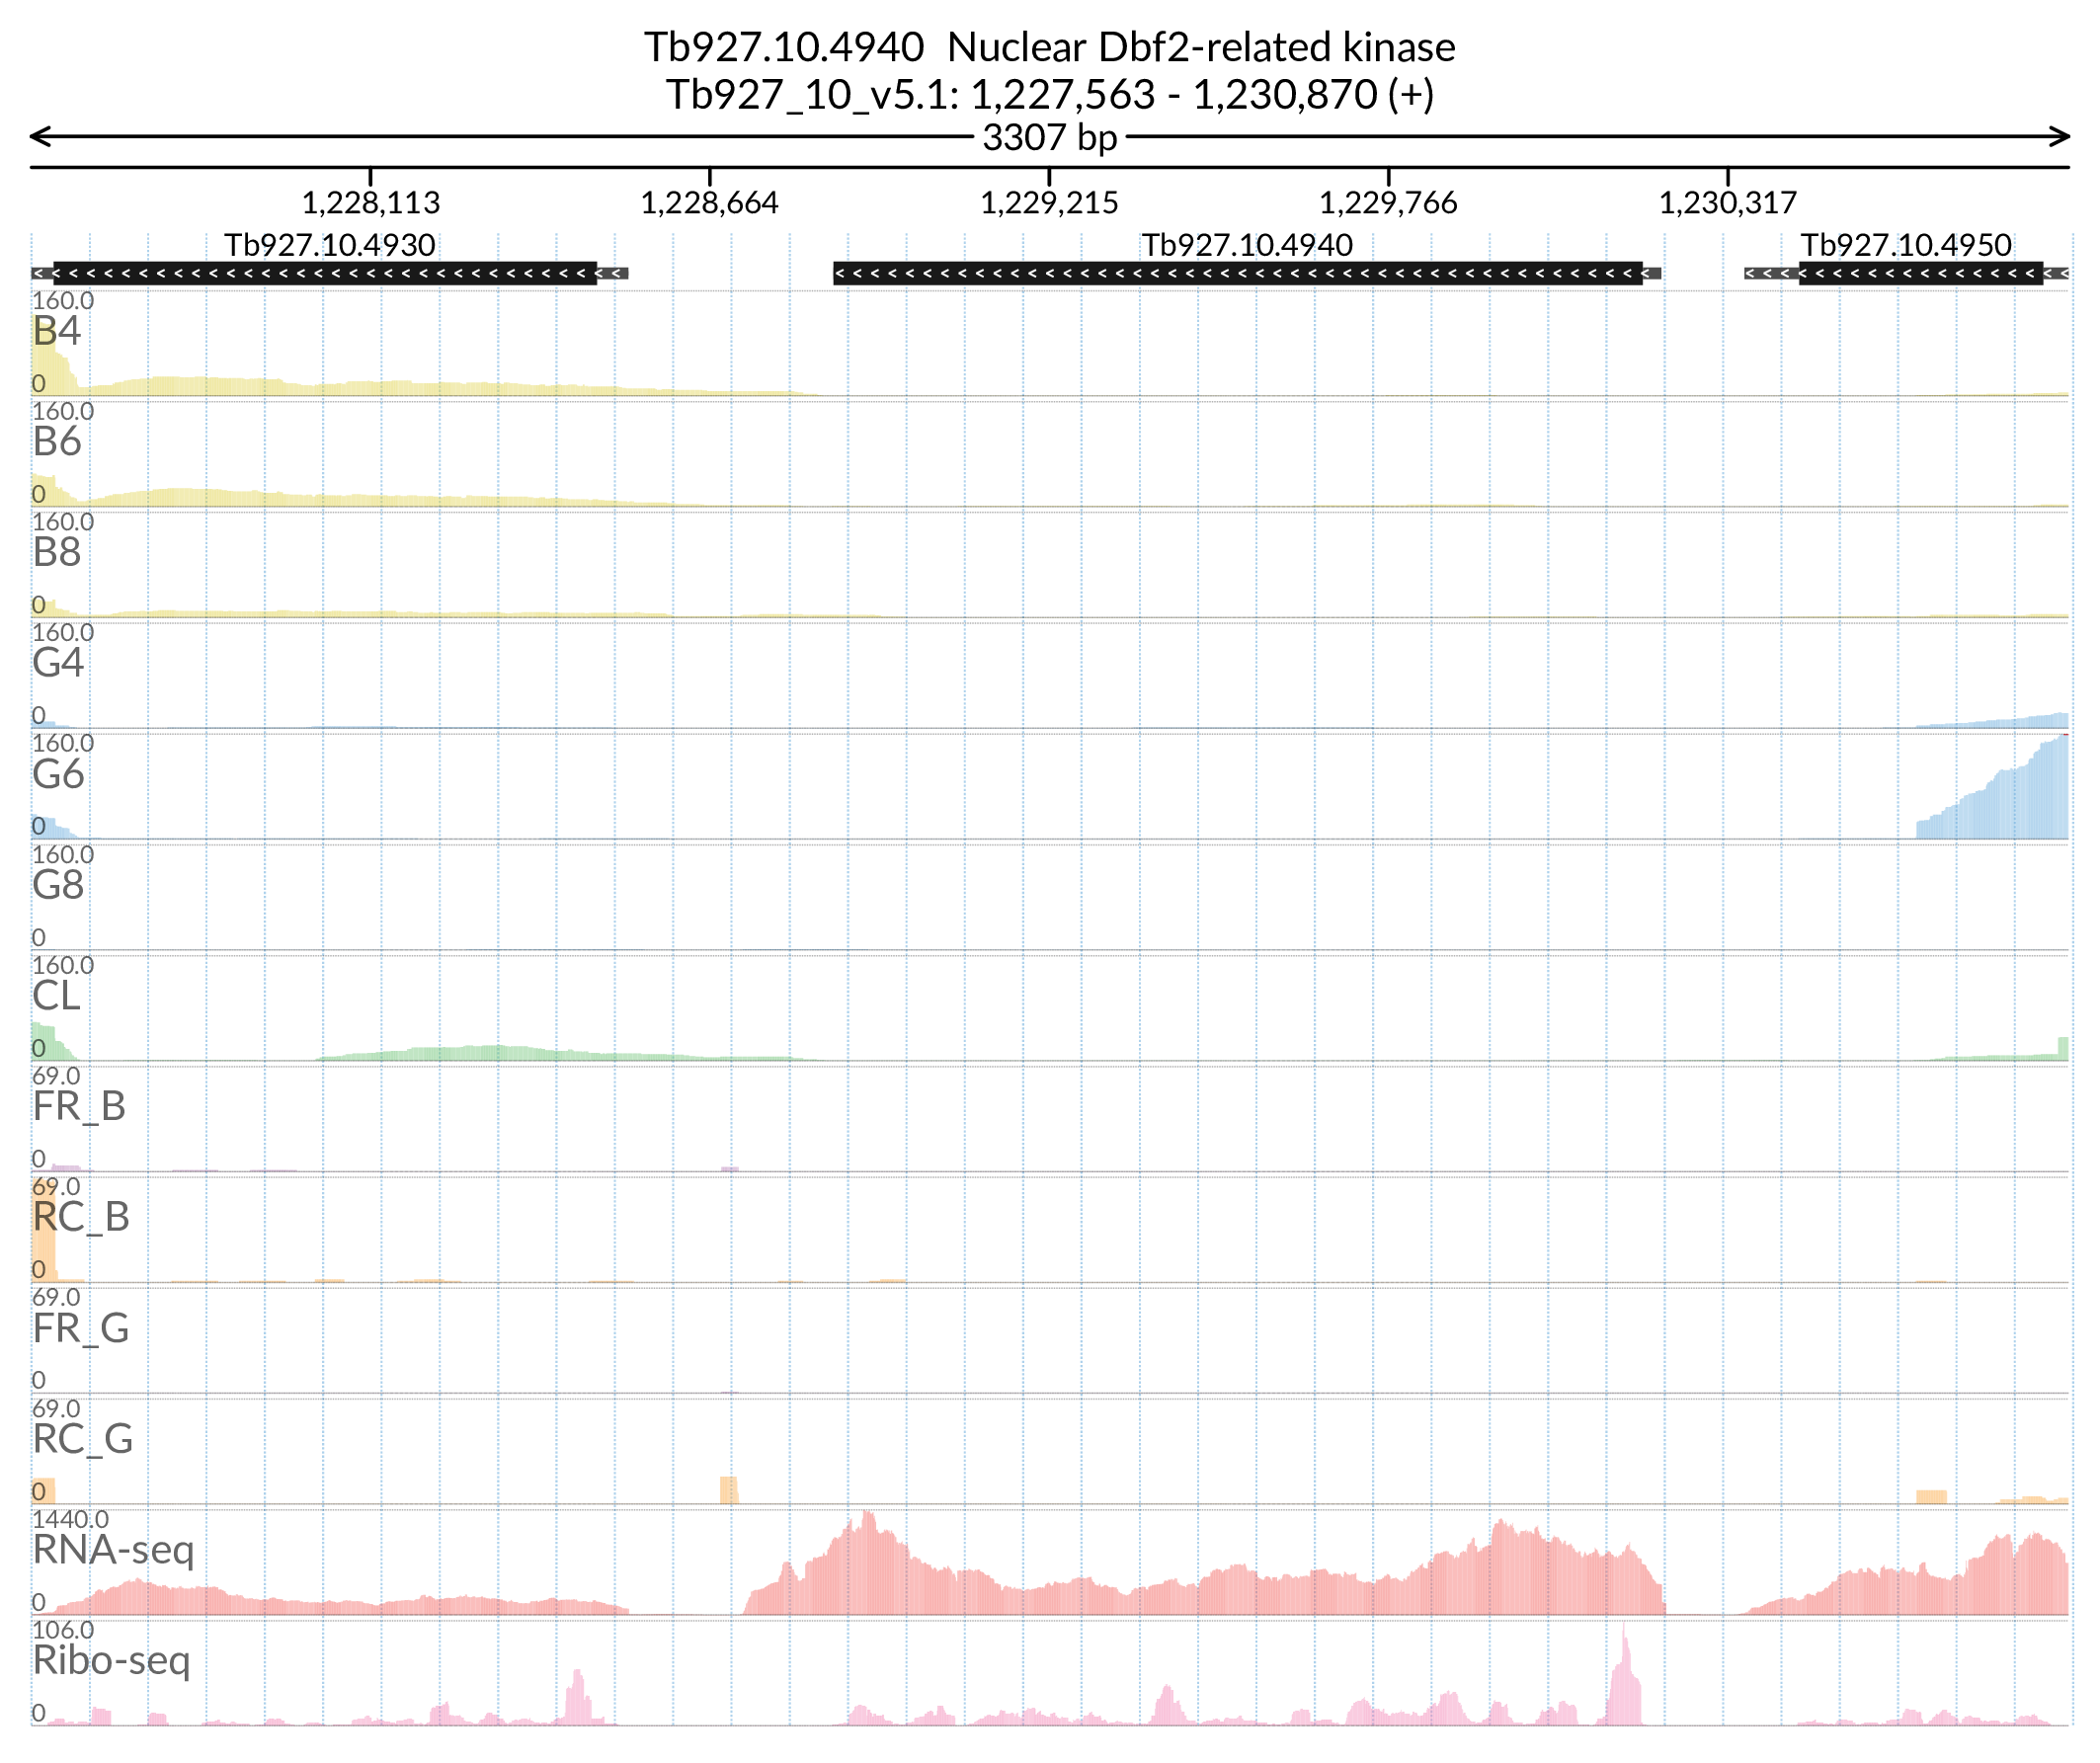 Tb927.10.4940 Nuclear Dbf2-related kinase
Tb927_10_v5.1: 1,227,563 - 1,230,870 (+)
3307 bp
1,228,113 1,228,664 1,229,215 1,229,766 1,230,317
Tb927.10.4930 Tb927.10.4940 Tb927.10.4950
160.0
B4
0
160.0
B6
0
160.0
B8
0
160.0
G4
0
160.0
G6
0
160.0
G8
0
160.0
CL
0
69.0
FR_B
0
69.0
RC_B
0
69.0
FR_G
0
69.0
RC_G
0
1440.0
RNA-seq
0
106.0
Ribo-seq
0